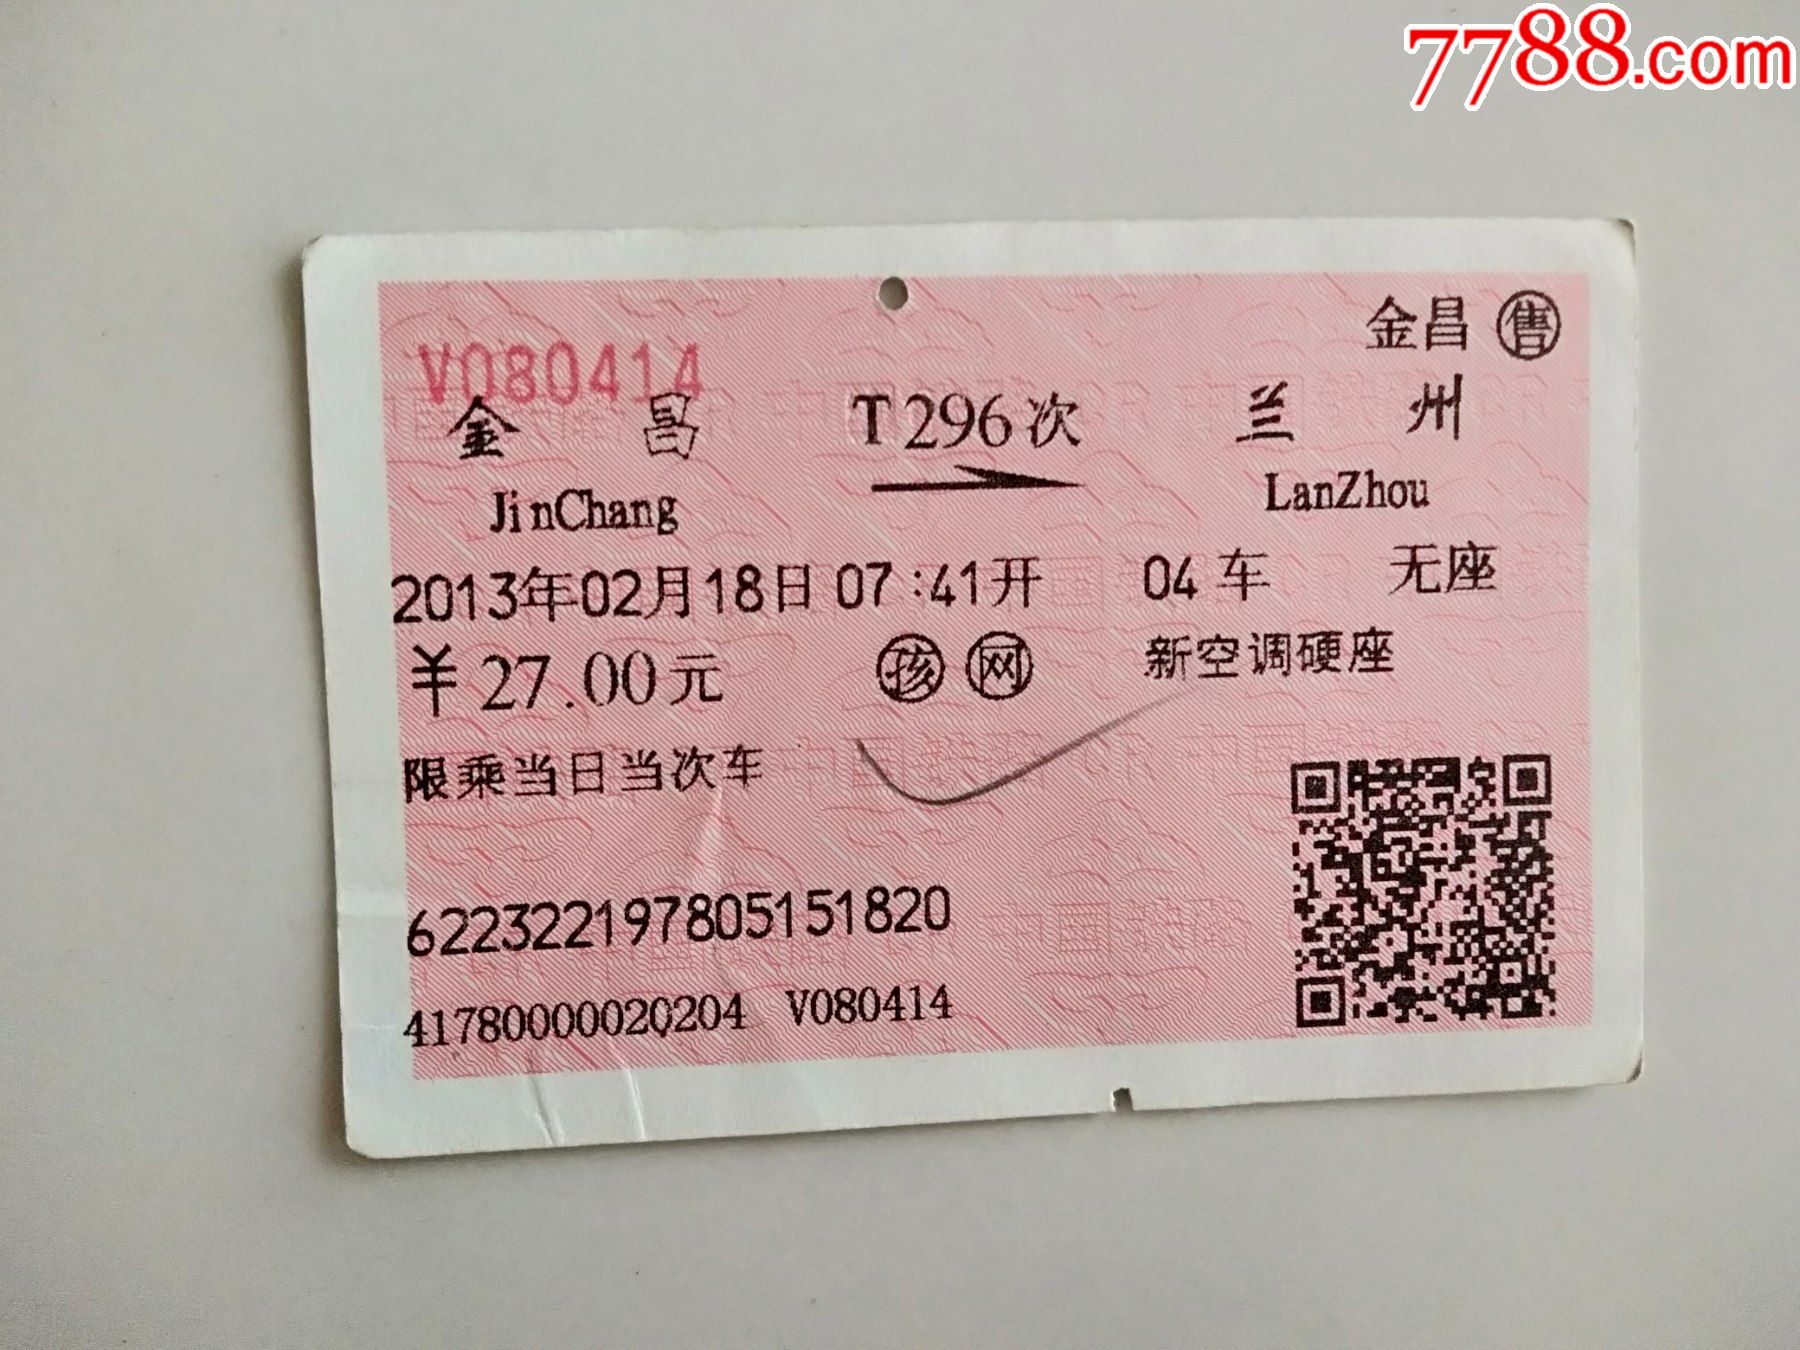 7788.com
金昌 售
V080414
金昌 T296次 兰州
JinChang LanZhou
2013年02月18日 07:41开 04车 无座
¥27.00元 孩 网 新空调硬座
限乘当日当次车
622322197805151820
41780000020204 V080414